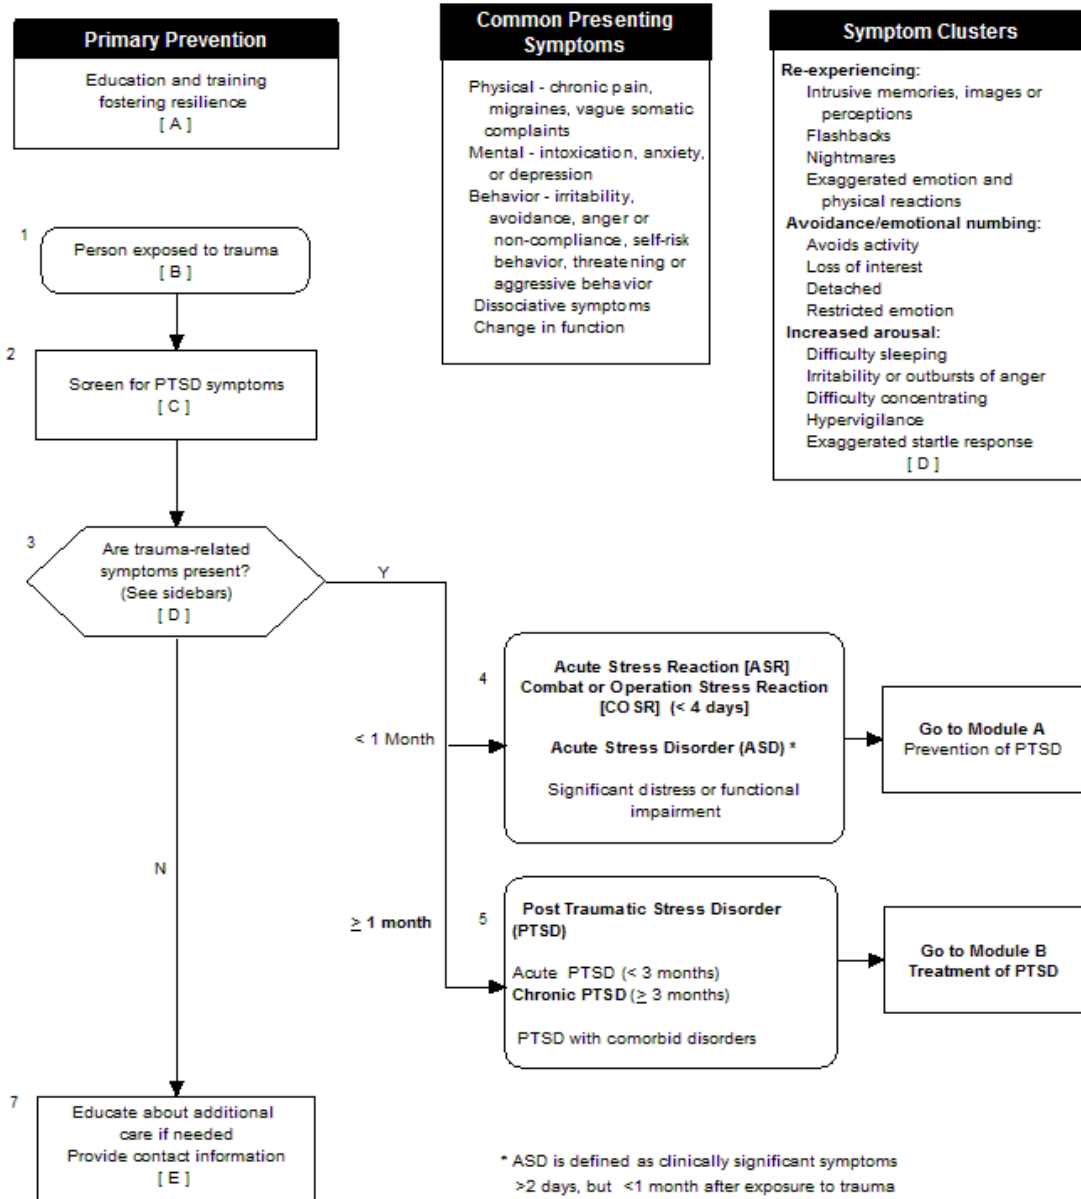 Primary Prevention
Education and training
fostering resilience
[ A ]
Common Presenting
Symptoms
Physical - chronic pain,
migraines, vague somatic
complaints
Mental - intoxication, anxiety,
or depression
Behavior - irritability,
avoidance, anger or
non-compliance, self-risk
behavior, threatening or
aggressive behavior
Dissociative symptoms
Change in function
Symptom Clusters
Re-experiencing:
Intrusive memories, images or
perceptions
Flashbacks
Nightmares
Exaggerated emotion and
physical reactions
Avoidance/emotional numbing:
Avoids activity
Loss of interest
Detached
Restricted emotion
Increased arousal:
Difficulty sleeping
Irritability or outbursts of anger
Difficulty concentrating
Hypervigilance
Exaggerated startle response
[ D ]
1
Person exposed to trauma
[ B ]
2
Screen for PTSD symptoms
[ C ]
3
Are trauma-related
symptoms present?
(See sidebars)
[ D ]
Y
N
< 1 Month
4
Acute Stress Reaction [ASR]
Combat or Operation Stress Reaction
[COSR] (< 4 days]
Acute Stress Disorder (ASD) *
Significant distress or functional
impairment
Go to Module A
Prevention of PTSD
≥ 1 month
5
Post Traumatic Stress Disorder
(PTSD)
Acute PTSD (< 3 months)
Chronic PTSD (≥ 3 months)
PTSD with comorbid disorders
Go to Module B
Treatment of PTSD
7
Educate about additional
care if needed
Provide contact information
[ E ]
* ASD is defined as clinically significant symptoms
>2 days, but <1 month after exposure to trauma